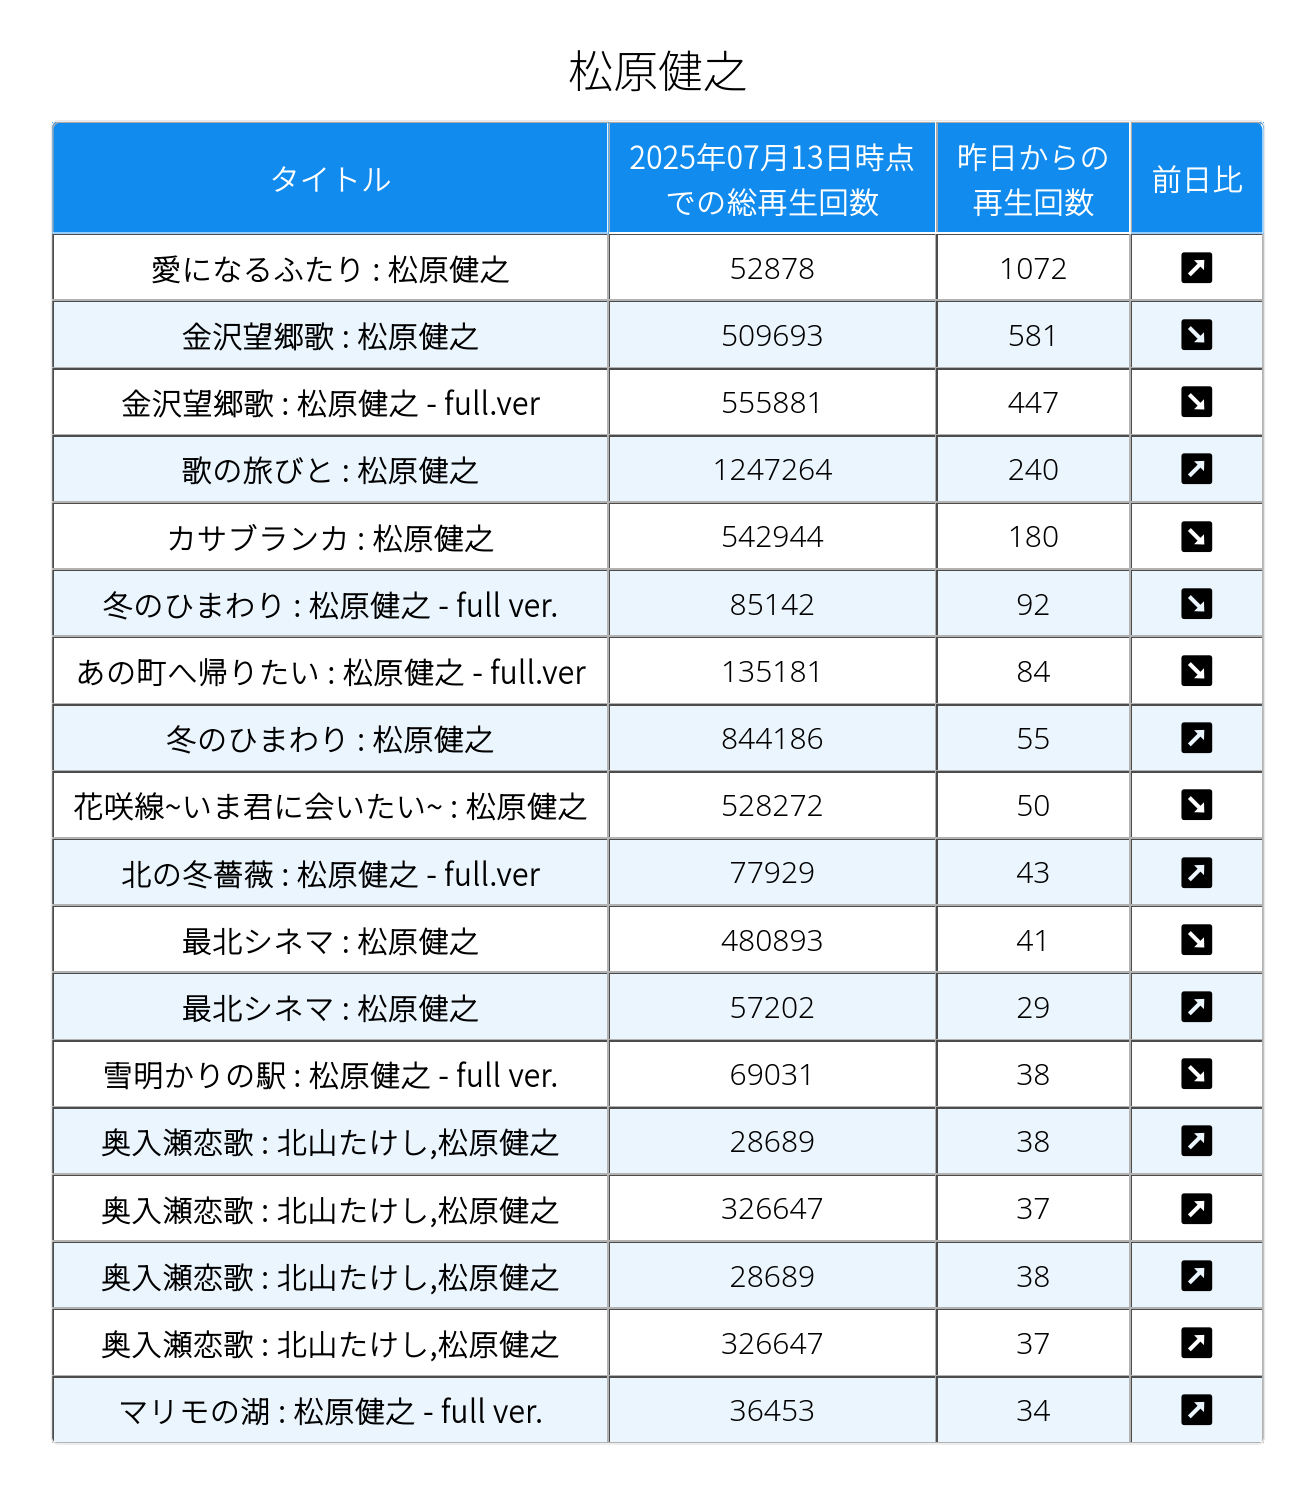 松原健之
タイトル 2025年07月13日時点での総再生回数 昨日からの再生回数 前日比
愛になるふたり : 松原健之 52878 1072 ↗
金沢望郷歌 : 松原健之 509693 581 ↘
金沢望郷歌 : 松原健之 - full.ver 555881 447 ↘
歌の旅びと : 松原健之 1247264 240 ↗
カサブランカ : 松原健之 542944 180 ↘
冬のひまわり : 松原健之 - full ver. 85142 92 ↘
あの町へ帰りたい : 松原健之 - full.ver 135181 84 ↘
冬のひまわり : 松原健之 844186 55 ↗
花咲線~いま君に会いたい~ : 松原健之 528272 50 ↘
北の冬薔薇 : 松原健之 - full.ver 77929 43 ↗
最北シネマ : 松原健之 480893 41 ↘
最北シネマ : 松原健之 57202 29 ↗
雪明かりの駅 : 松原健之 - full ver. 69031 38 ↘
奥入瀬恋歌 : 北山たけし,松原健之 28689 38 ↗
奥入瀬恋歌 : 北山たけし,松原健之 326647 37 ↗
奥入瀬恋歌 : 北山たけし,松原健之 28689 38 ↗
奥入瀬恋歌 : 北山たけし,松原健之 326647 37 ↗
マリモの湖 : 松原健之 - full ver. 36453 34 ↗